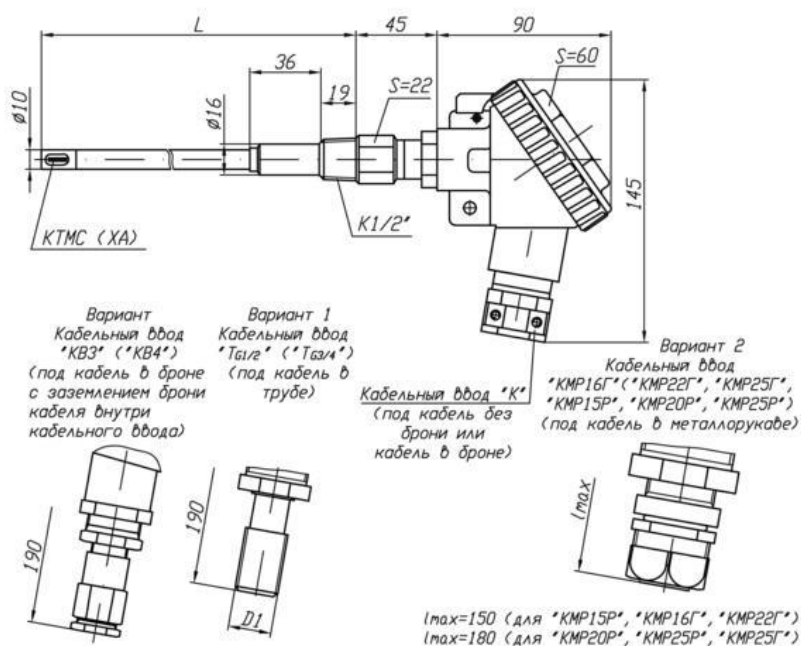 L
45
90
36
S=60
19
S=22
ø10
ø16
145
К1/2"
КТМС (ХА)
Вариант
Кабельный ввод
"КВ3" ("КВ4")
(под кабель в броне
с заземлением брони
кабеля внутри
кабельного ввода)
Вариант 1
Кабельный ввод
"ТG1/2" ("ТG3/4")
(под кабель в
трубе)
Кабельный ввод "К"
(под кабель без
брони или
кабель в броне)
Вариант 2
Кабельный ввод
"КМР16Г"("КМР22Г", "КМР25Г",
"КМР15Р", "КМР20Р", "КМР25Р")
(под кабель в металлорукаве)
190
190
D1
lmax
lmax=150 (для "КМР15Р", "КМР16Г", "КМР22Г")
lmax=180 (для "КМР20Р", "КМР25Р", "КМР25Г")